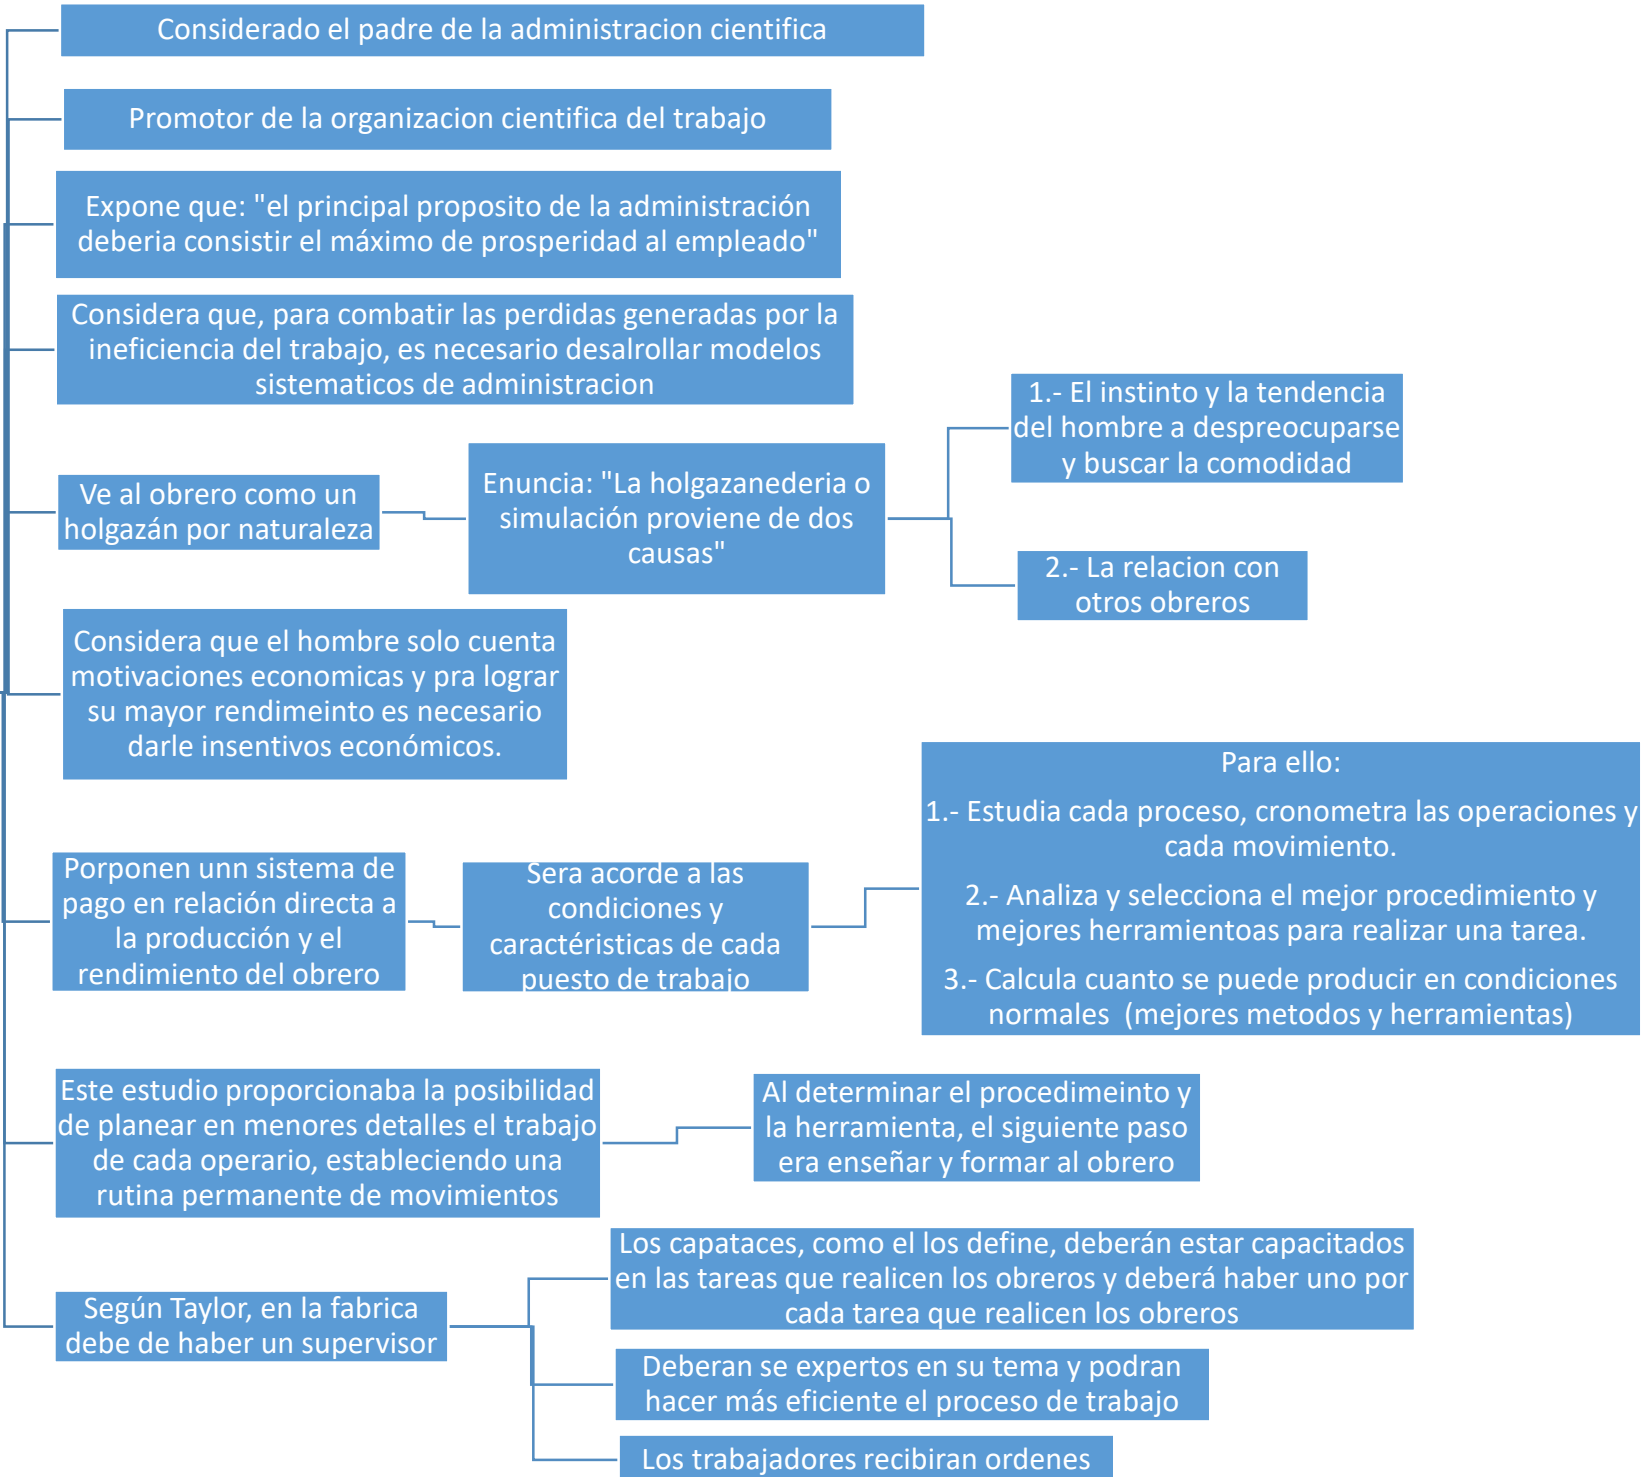 Considerado el padre de la administracion cientifica
Promotor de la organizacion cientifica del trabajo
Expone que: "el principal proposito de la administración
deberia consistir el máximo de prosperidad al empleado"
Considera que, para combatir las perdidas generadas por la
ineficiencia del trabajo, es necesario desalrollar modelos
sistematicos de administracion
Ve al obrero como un
holgazán por naturaleza
Enuncia: "La holgazanederia o
simulación proviene de dos
causas"
1.- El instinto y la tendencia
del hombre a despreocuparse
y buscar la comodidad
2.- La relacion con
otros obreros
Considera que el hombre solo cuenta
motivaciones economicas y pra lograr
su mayor rendimeinto es necesario
darle insentivos económicos.
Porponen unn sistema de
pago en relación directa a
la producción y el
rendimiento del obrero
Sera acorde a las
condiciones y
caractéristicas de cada
puesto de trabajo
Para ello:
1.- Estudia cada proceso, cronometra las operaciones y
cada movimiento.
2.- Analiza y selecciona el mejor procedimiento y
mejores herramientoas para realizar una tarea.
3.- Calcula cuanto se puede producir en condiciones
normales  (mejores metodos y herramientas)
Este estudio proporcionaba la posibilidad
de planear en menores detalles el trabajo
de cada operario, estableciendo una
rutina permanente de movimientos
Al determinar el procedimeinto y
la herramienta, el siguiente paso
era enseñar y formar al obrero
Según Taylor, en la fabrica
debe de haber un supervisor
Los capataces, como el los define, deberán estar capacitados
en las tareas que realicen los obreros y deberá haber uno por
cada tarea que realicen los obreros
Deberan se expertos en su tema y podran
hacer más eficiente el proceso de trabajo
Los trabajadores recibiran ordenes